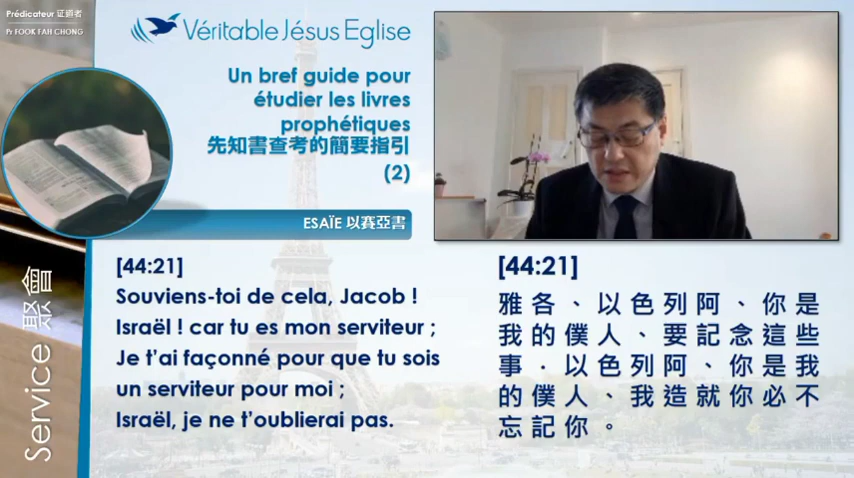 Prédicateur 证道者
Pr FOOK FAH CHONG
Véritable Jésus Eglise
Un bref guide pour
étudier les livres
prophétiques
先知書查考的簡要指引
(2)
ESAÏE 以賽亞書
Service 聚會
[44:21]
Souviens-toi de cela, Jacob !
Israël ! car tu es mon serviteur ;
Je t’ai façonné pour que tu sois
un serviteur pour moi ;
Israël, je ne t’oublierai pas.
[44:21]
雅各、以色列阿、你是
我的僕人、要記念這些
事．以色列阿、你是我
的僕人、我造就你必不
忘記你。